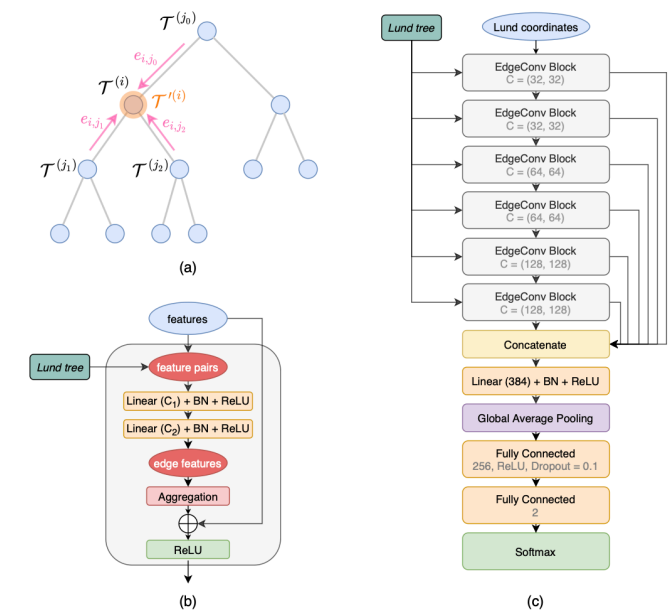 𝒯^(j₀)
e_{i,j₀}
𝒯^(i)
𝒯′^(i)
e_{i,j₁}
e_{i,j₂}
𝒯^(j₁)
𝒯^(j₂)
(a)
features
Lund tree
feature pairs
Linear (C₁) + BN + ReLU
Linear (C₂) + BN + ReLU
edge features
Aggregation
ReLU
(b)
Lund tree
Lund coordinates
EdgeConv Block
C = (32, 32)
EdgeConv Block
C = (32, 32)
EdgeConv Block
C = (64, 64)
EdgeConv Block
C = (64, 64)
EdgeConv Block
C = (128, 128)
EdgeConv Block
C = (128, 128)
Concatenate
Linear (384) + BN + ReLU
Global Average Pooling
Fully Connected
256, ReLU, Dropout = 0.1
Fully Connected
2
Softmax
(c)